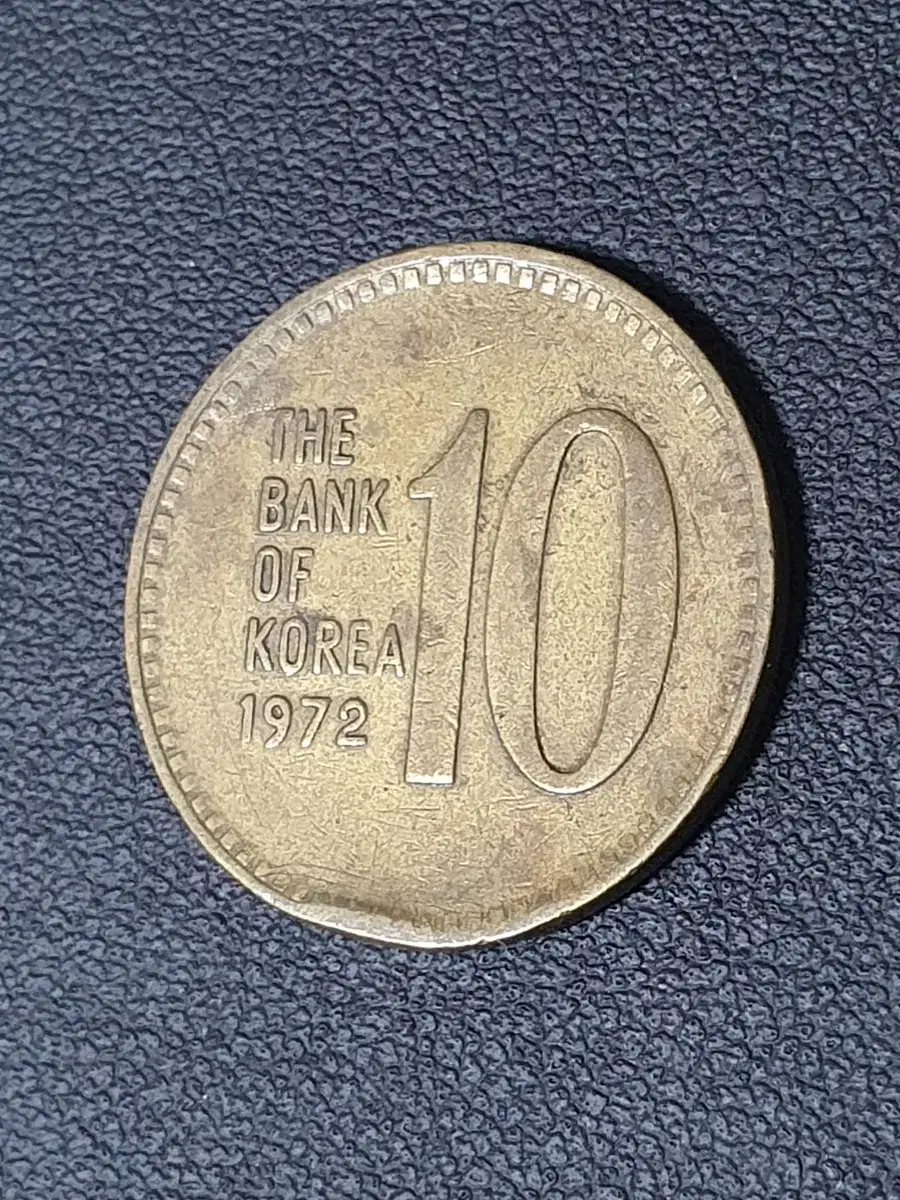 THE
BANK
OF
KOREA
1972
10